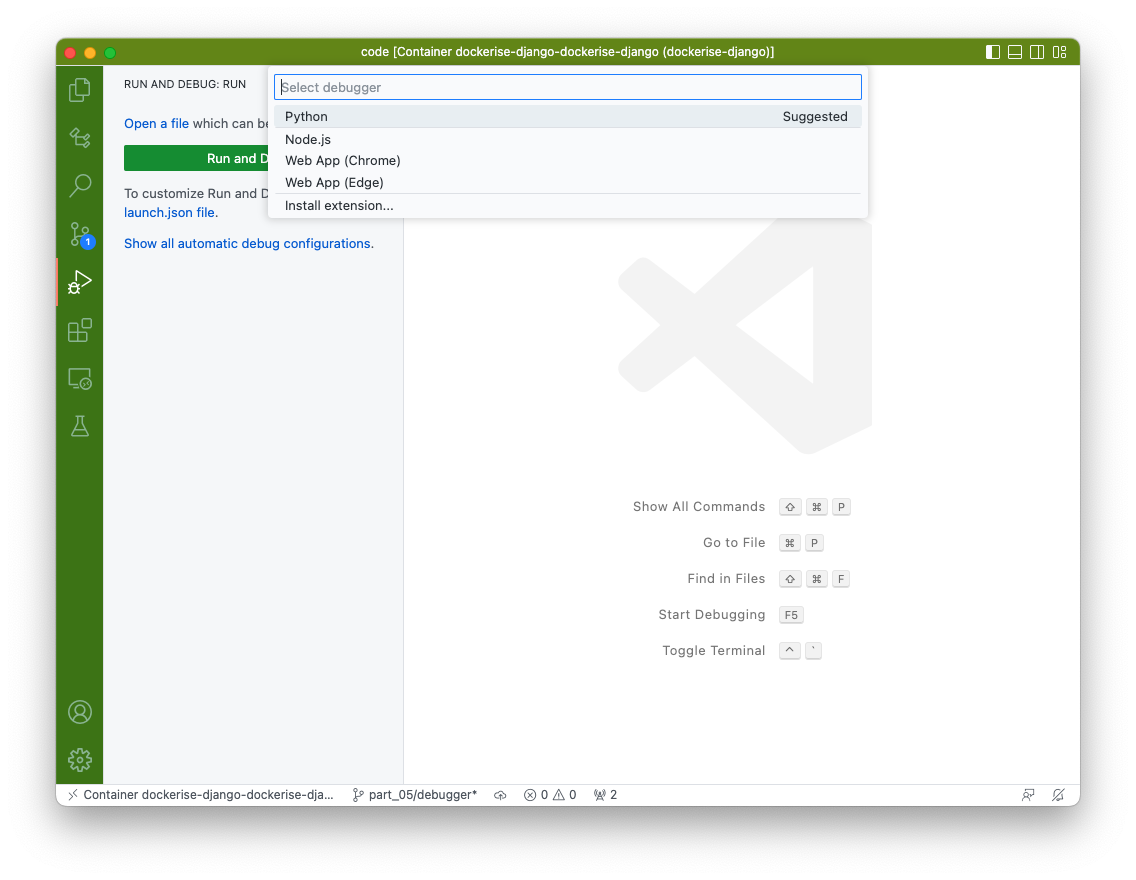 code [Container dockerise-django-dockerise-django (dockerise-django)]
RUN AND DEBUG: RUN
Open a file which can be
Run and D
To customize Run and D
launch.json file.
Show all automatic debug configurations.
Select debugger
Python Suggested
Node.js
Web App (Chrome)
Web App (Edge)
Install extension...
1
Show All Commands ⇧ ⌘ P
Go to File ⌘ P
Find in Files ⇧ ⌘ F
Start Debugging F5
Toggle Terminal ^ `
Container dockerise-django-dockerise-dja... part_05/debugger* 0 0 2